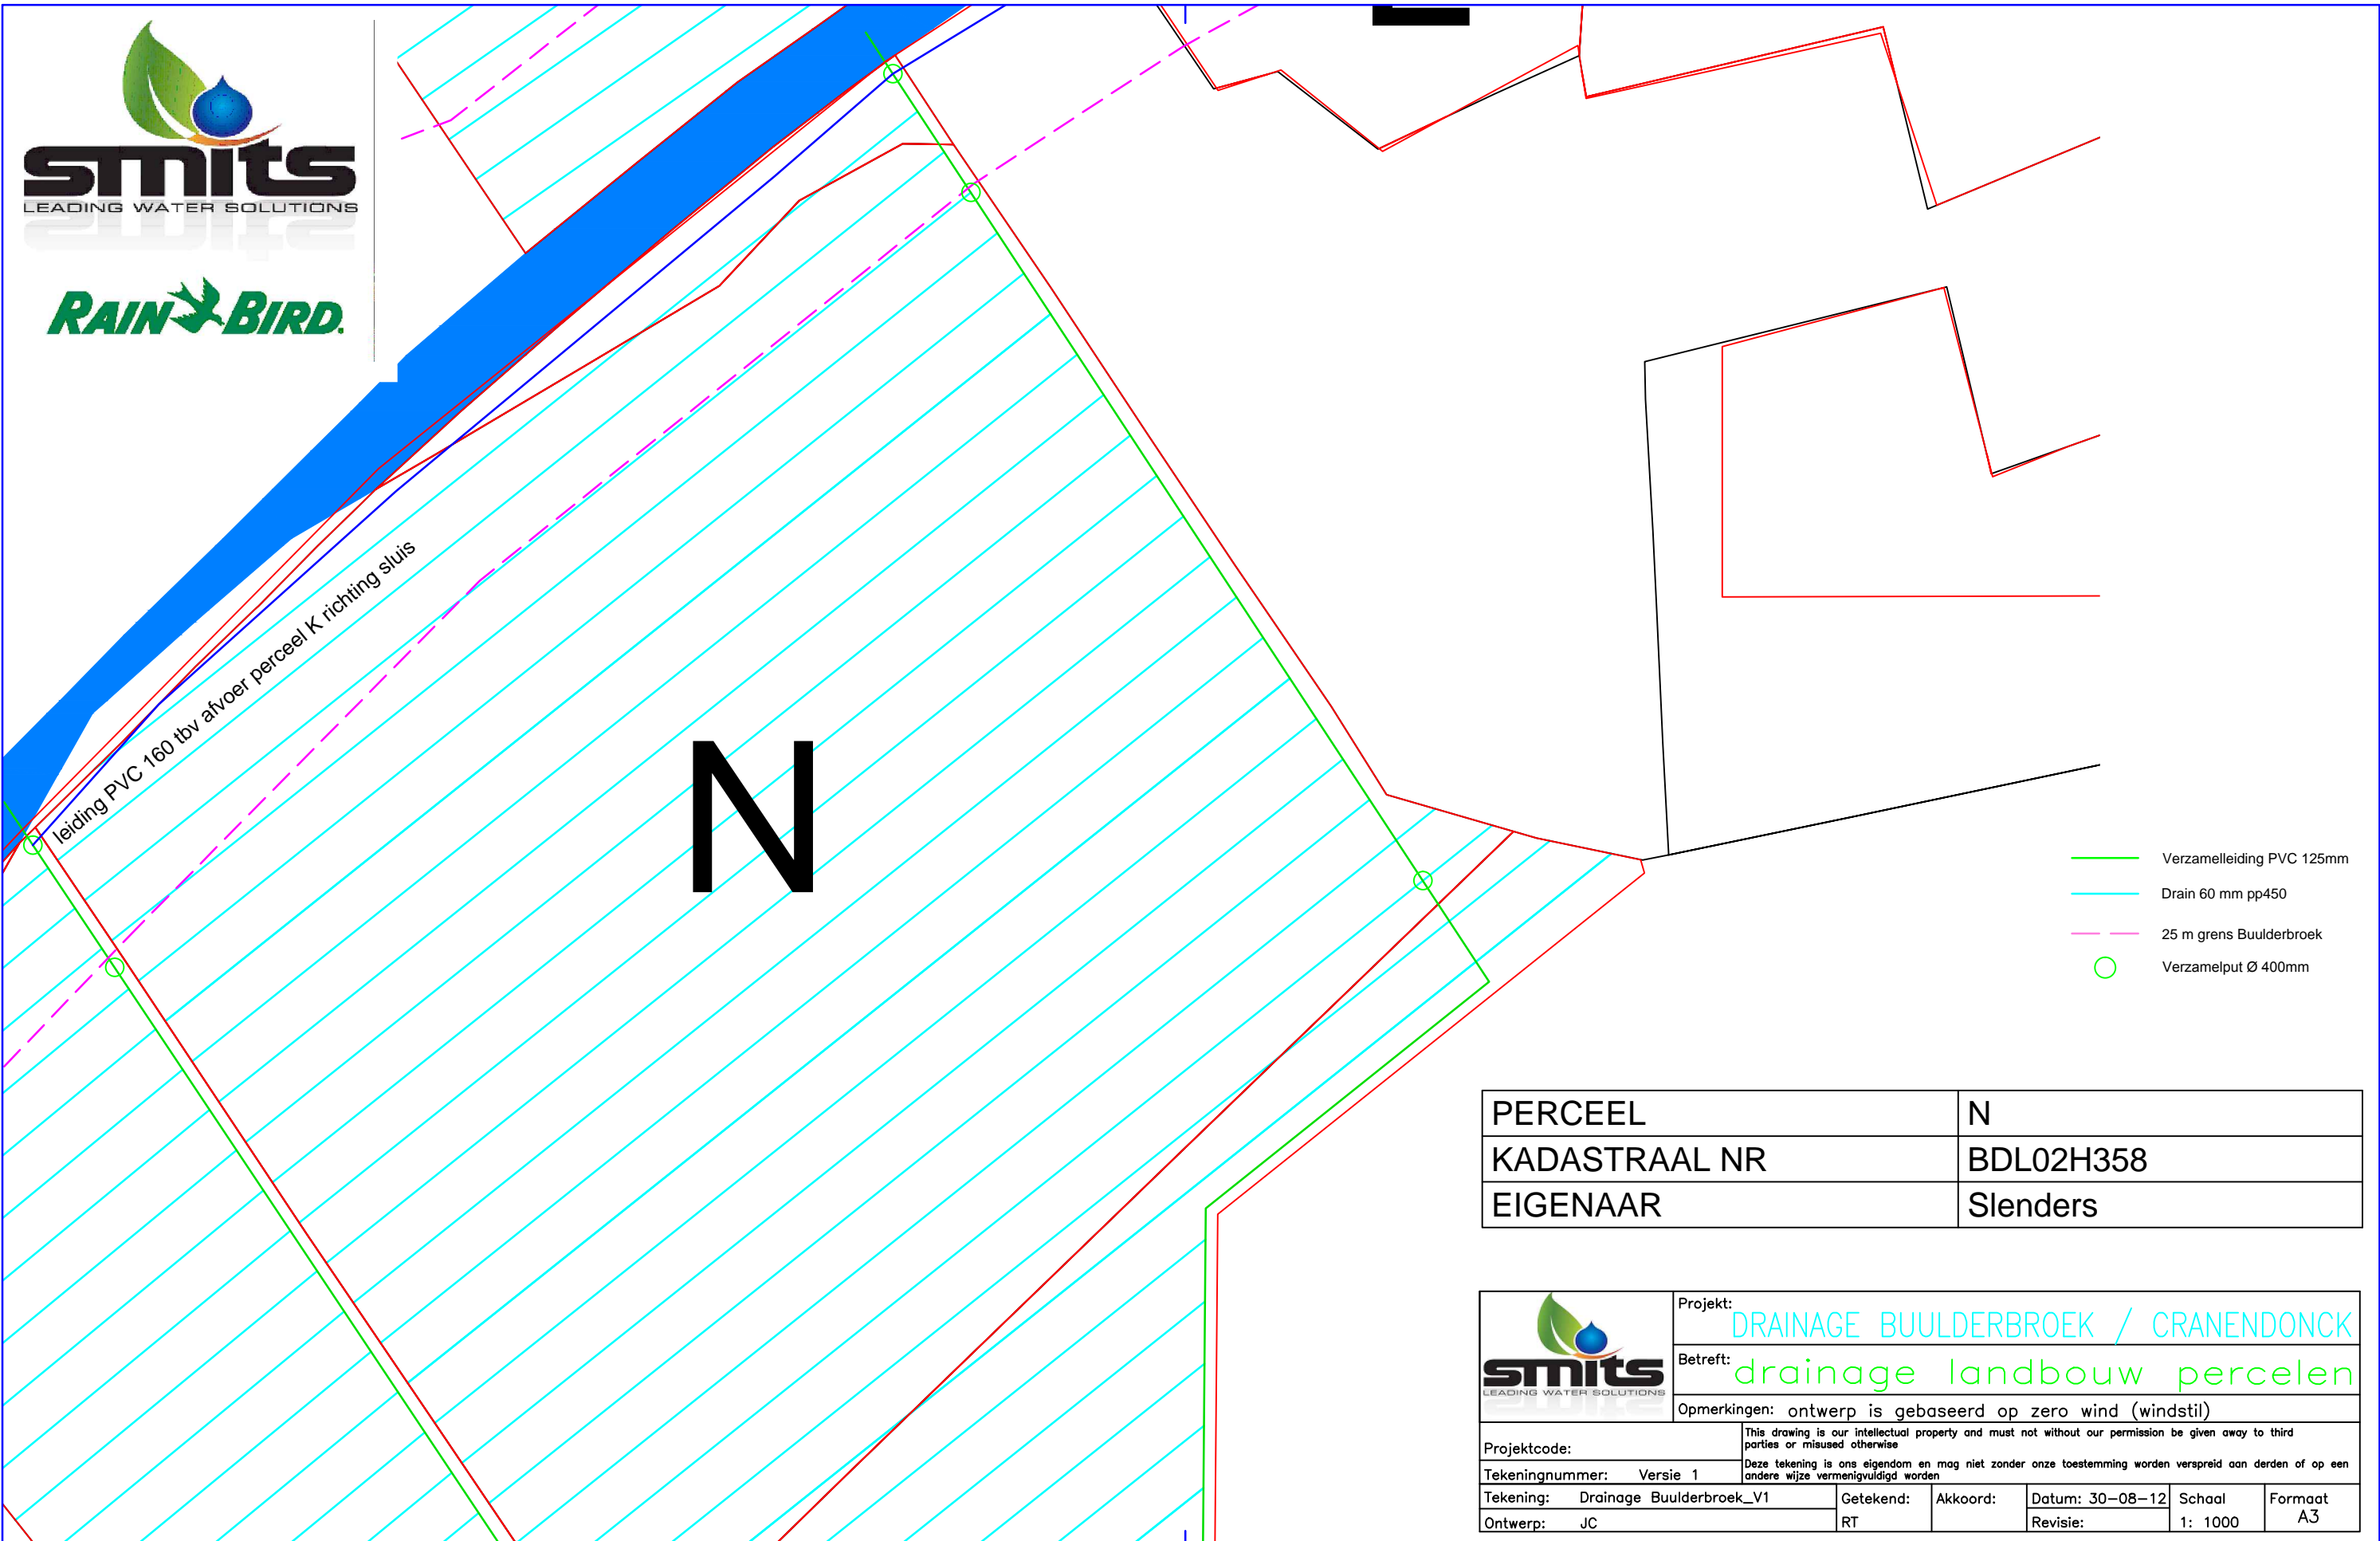 smits
LEADING WATER SOLUTIONS
RAIN BIRD.
leiding PVC 160 tbv afvoer perceel K richting sluis
N
Verzamelleiding PVC 125mm
Drain 60 mm pp450
25 m grens Buulderbroek
Verzamelput Ø 400mm
PERCEEL N
KADASTRAAL NR BDL02H358
EIGENAAR Slenders
smits
LEADING WATER SOLUTIONS
Projekt: DRAINAGE BUULDERBROEK / CRANENDONCK
Betreft: drainage landbouw percelen
Opmerkingen: ontwerp is gebaseerd op zero wind (windstil)
Projektcode:
This drawing is our intellectual property and must not without our permission be given away to third
parties or misused otherwise
Deze tekening is ons eigendom en mag niet zonder onze toestemming worden verspreid aan derden of op een
andere wijze vermenigvuldigd worden
Tekeningnummer: Versie 1
Tekening: Drainage Buulderbroek_V1
Getekend:
RT
Akkoord:
Datum: 30-08-12
Schaal
1: 1000
Formaat
A3
Ontwerp: JC
Revisie: